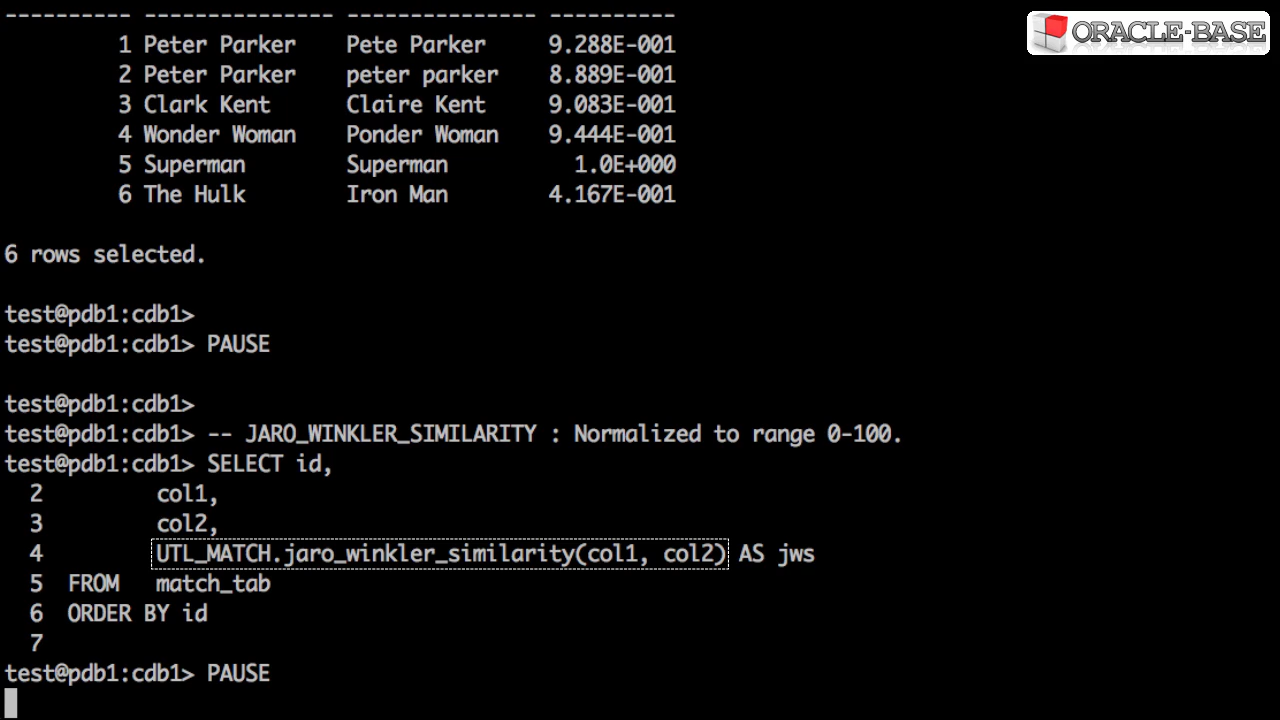 ---------- --------------- --------------- ----------
1 Peter Parker Pete Parker 9.288E-001
2 Peter Parker peter parker 8.889E-001
3 Clark Kent Claire Kent 9.083E-001
4 Wonder Woman Ponder Woman 9.444E-001
5 Superman Superman 1.0E+000
6 The Hulk Iron Man 4.167E-001
6 rows selected.
test@pdb1:cdb1>
test@pdb1:cdb1> PAUSE
test@pdb1:cdb1>
test@pdb1:cdb1> -- JARO_WINKLER_SIMILARITY : Normalized to range 0-100.
test@pdb1:cdb1> SELECT id,
2 col1,
3 col2,
4 UTL_MATCH.jaro_winkler_similarity(col1, col2) AS jws
5 FROM match_tab
6 ORDER BY id
7
test@pdb1:cdb1> PAUSE
ORACLE-BASE